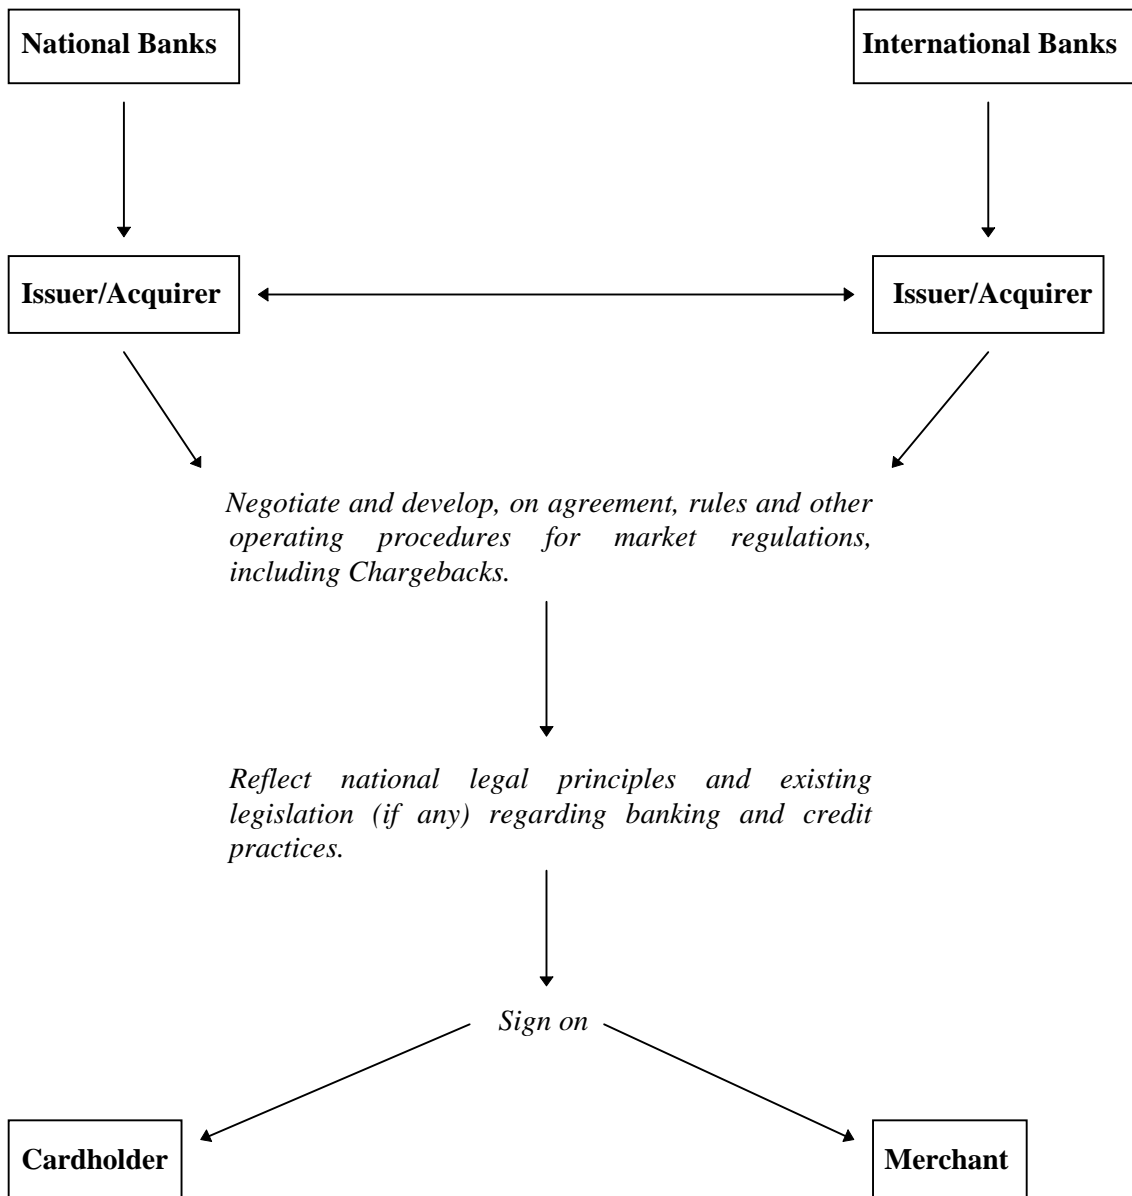 National Banks
International Banks
Issuer/Acquirer
Issuer/Acquirer
Negotiate and develop, on agreement, rules and other
operating procedures for market regulations,
including Chargebacks.
Reflect national legal principles and existing
legislation (if any) regarding banking and credit
practices.
Sign on
Cardholder
Merchant